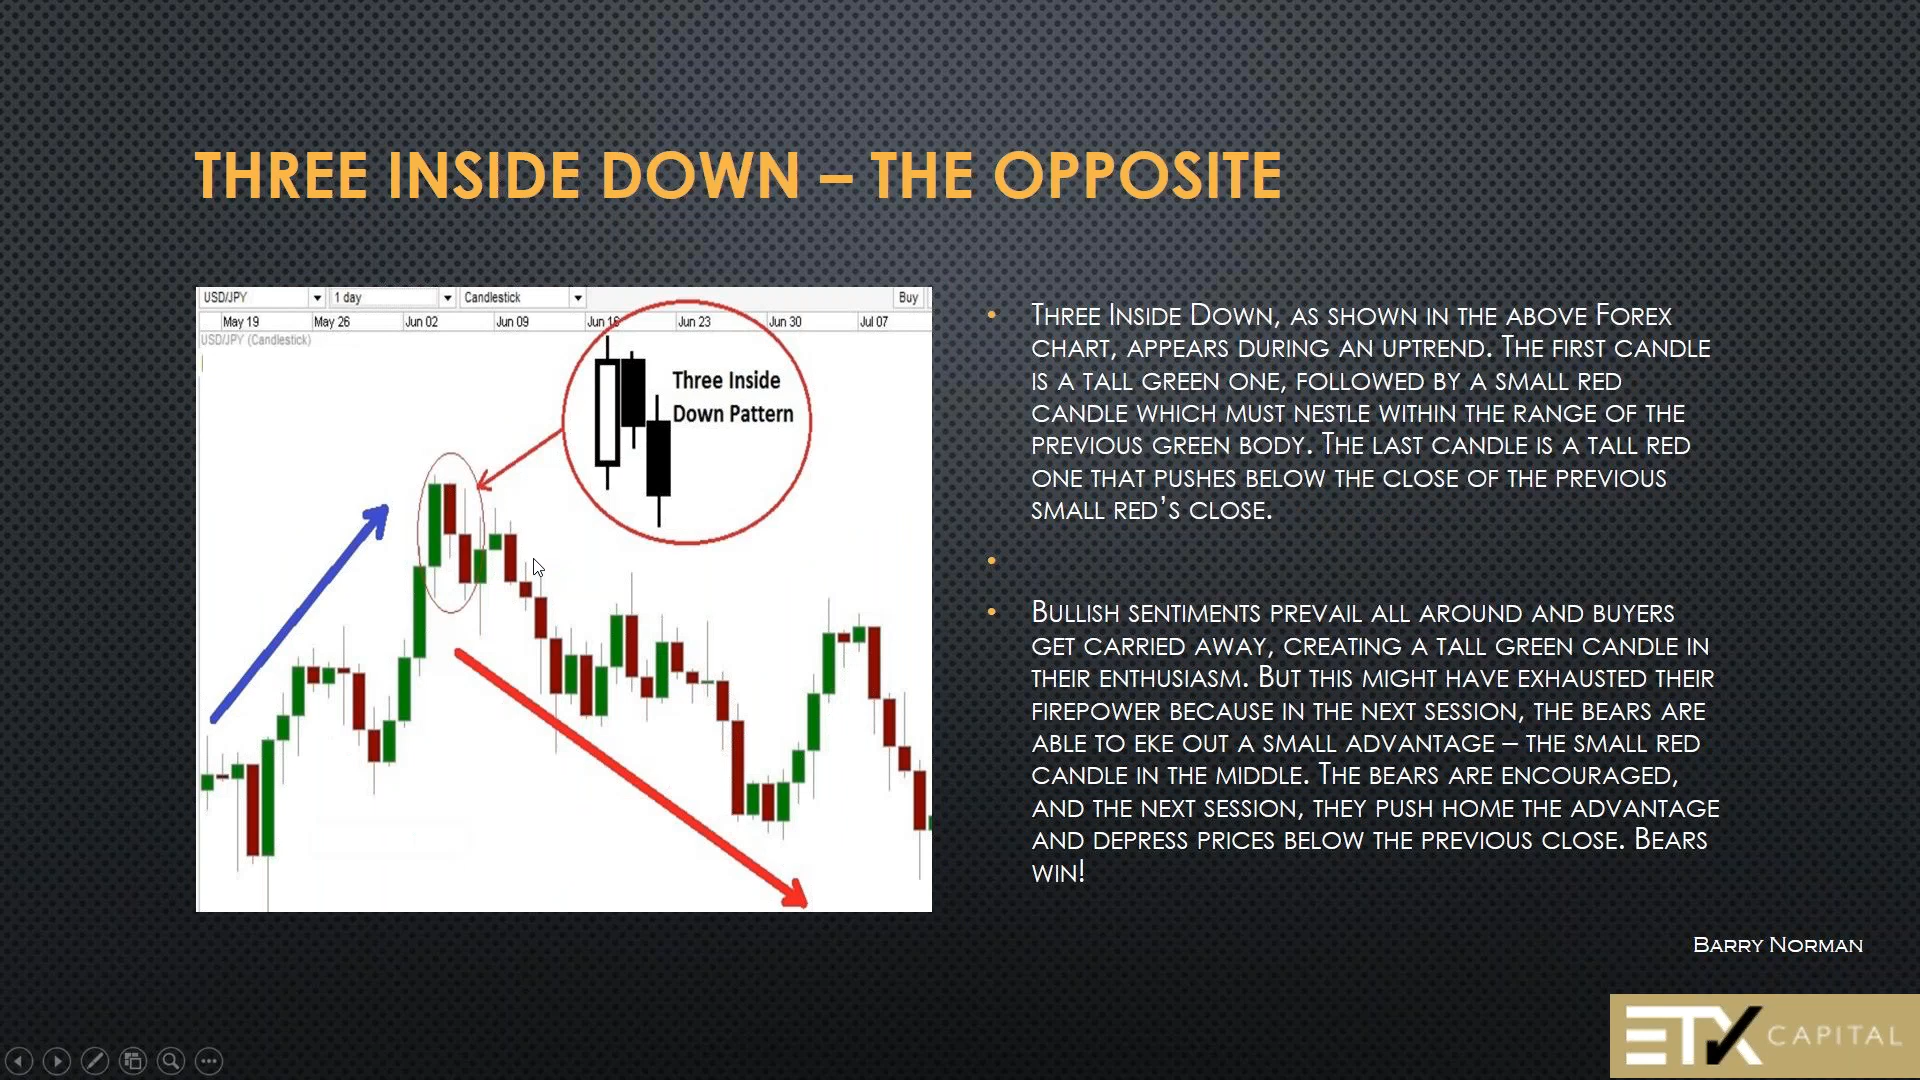 THREE INSIDE DOWN – THE OPPOSITE
USD/JPY 1 day Candlestick Buy
May 19 May 26 Jun 02 Jun 09 Jun 16 Jun 23 Jun 30 Jul 07
USD/JPY (Candlestick)
Three Inside
Down Pattern
THREE INSIDE DOWN, AS SHOWN IN THE ABOVE FOREX
CHART, APPEARS DURING AN UPTREND. THE FIRST CANDLE
IS A TALL GREEN ONE, FOLLOWED BY A SMALL RED
CANDLE WHICH MUST NESTLE WITHIN THE RANGE OF THE
PREVIOUS GREEN BODY. THE LAST CANDLE IS A TALL RED
ONE THAT PUSHES BELOW THE CLOSE OF THE PREVIOUS
SMALL RED’S CLOSE.
BULLISH SENTIMENTS PREVAIL ALL AROUND AND BUYERS
GET CARRIED AWAY, CREATING A TALL GREEN CANDLE IN
THEIR ENTHUSIASM. BUT THIS MIGHT HAVE EXHAUSTED THEIR
FIREPOWER BECAUSE IN THE NEXT SESSION, THE BEARS ARE
ABLE TO EKE OUT A SMALL ADVANTAGE – THE SMALL RED
CANDLE IN THE MIDDLE. THE BEARS ARE ENCOURAGED,
AND THE NEXT SESSION, THEY PUSH HOME THE ADVANTAGE
AND DEPRESS PRICES BELOW THE PREVIOUS CLOSE. BEARS
WIN!
BARRY NORMAN
ETX CAPITAL